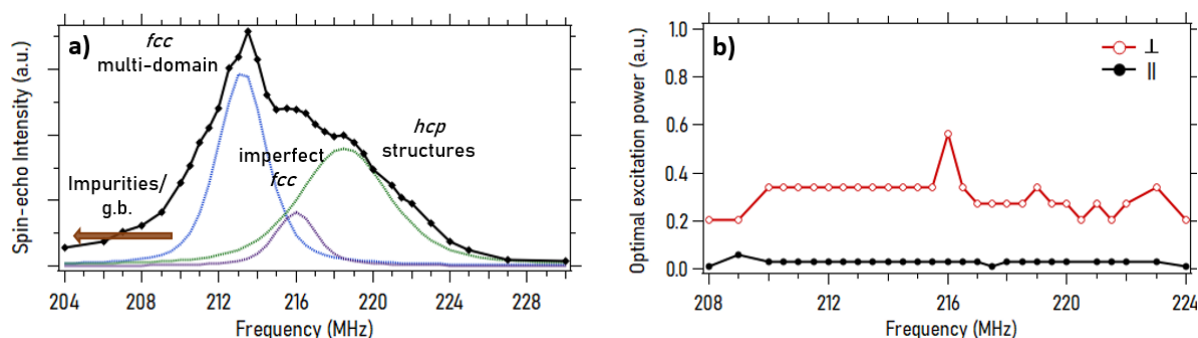 a)
fcc
multi-domain
imperfect
fcc
hcp
structures
Impurities/
g.b.
Spin-echo Intensity (a.u.)
204 208 212 216 220 224 228
Frequency (MHz)
b)
⊥
||
Optimal excitation power (a.u.)
1.0
0.8
0.6
0.4
0.2
0.0
208 212 216 220 224
Frequency (MHz)